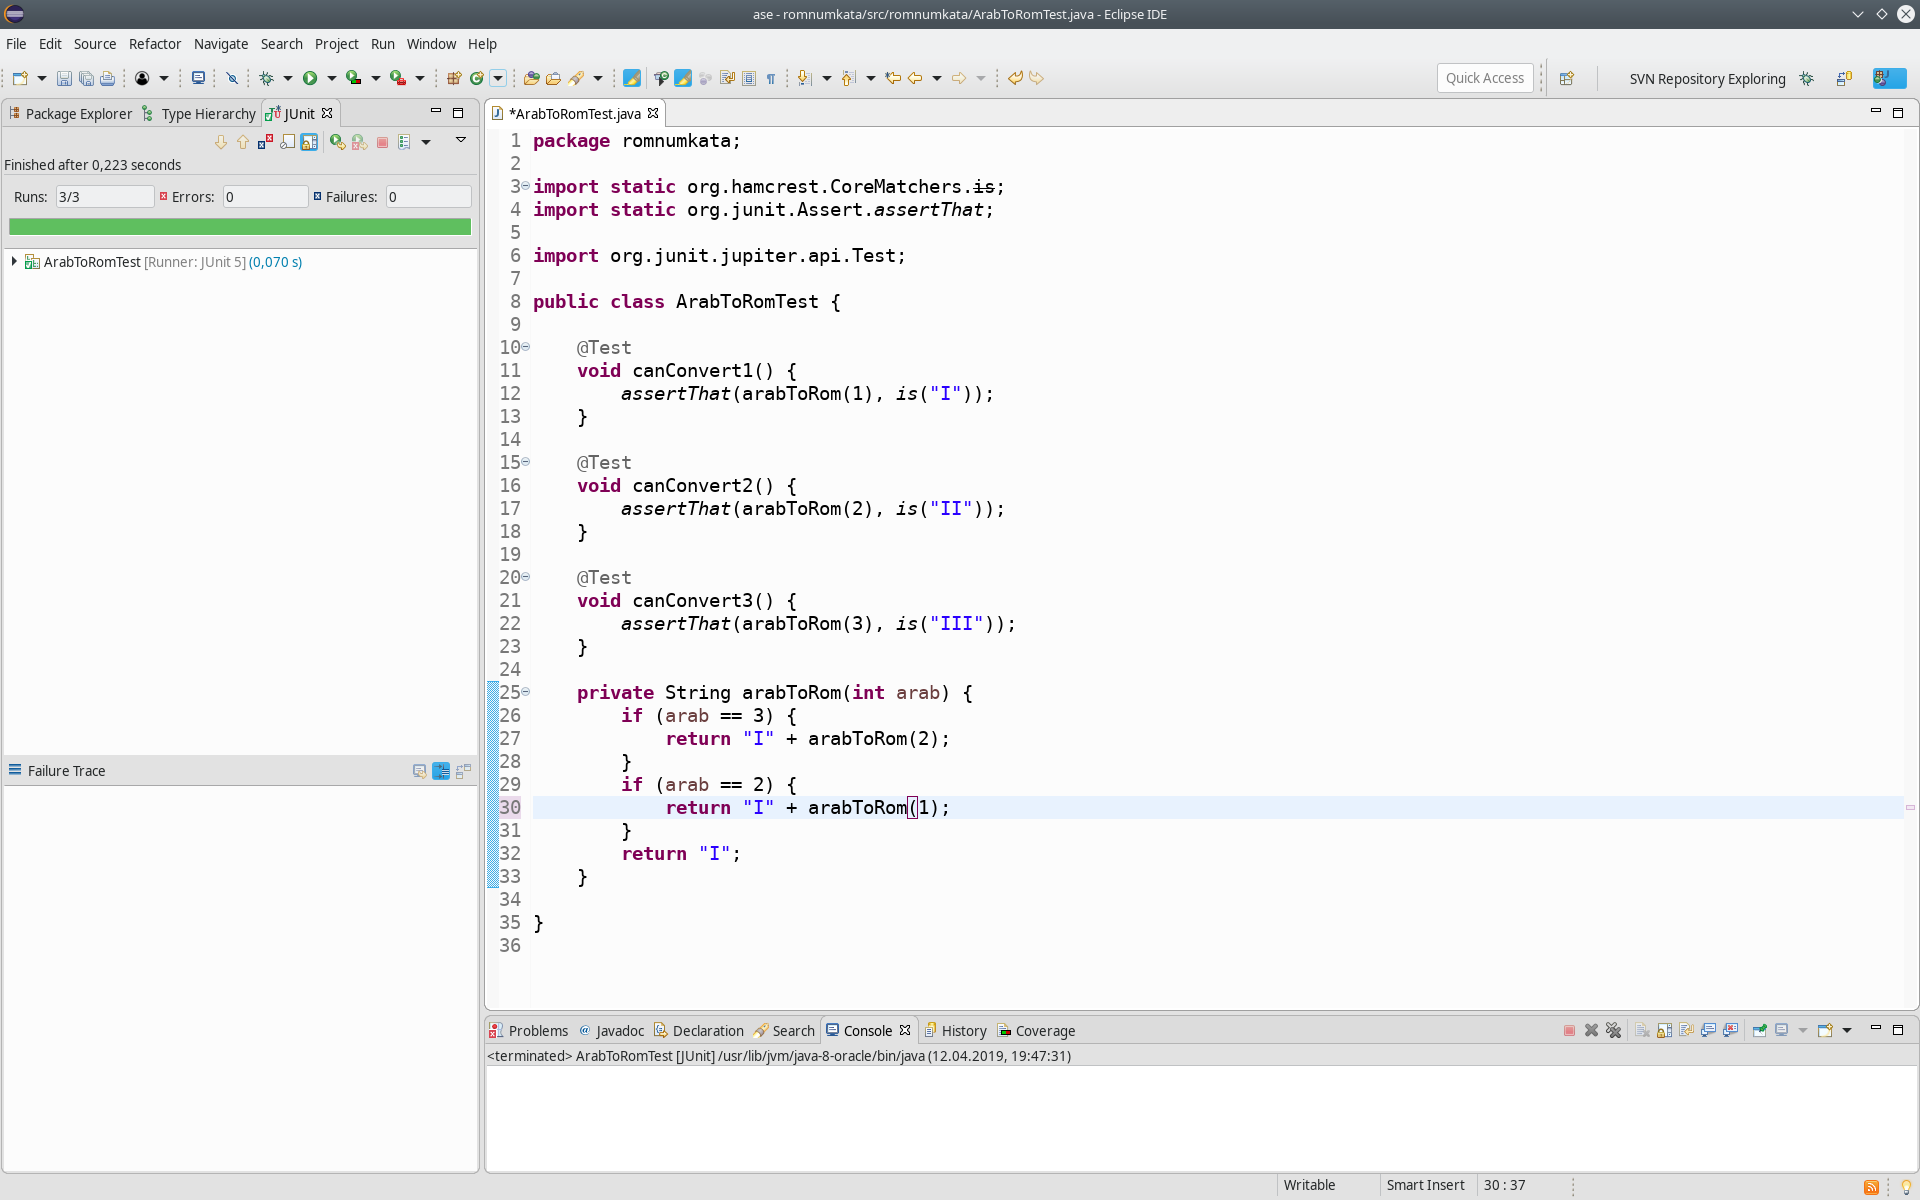 ase - romnumkata/src/romnumkata/ArabToRomTest.java - Eclipse IDE
File Edit Source Refactor Navigate Search Project Run Window Help
Quick Access
SVN Repository Exploring
Package Explorer Type Hierarchy JUnit
Finished after 0,223 seconds
Runs: 3/3 Errors: 0 Failures: 0
ArabToRomTest [Runner: JUnit 5] (0,070 s)
Failure Trace
*ArabToRomTest.java
1 package romnumkata;
2
3 import static org.hamcrest.CoreMatchers.is;
4 import static org.junit.Assert.assertThat;
5
6 import org.junit.jupiter.api.Test;
7
8 public class ArabToRomTest {
9
10     @Test
11     void canConvert1() {
12         assertThat(arabToRom(1), is("I"));
13     }
14
15     @Test
16     void canConvert2() {
17         assertThat(arabToRom(2), is("II"));
18     }
19
20     @Test
21     void canConvert3() {
22         assertThat(arabToRom(3), is("III"));
23     }
24
25     private String arabToRom(int arab) {
26         if (arab == 3) {
27             return "I" + arabToRom(2);
28         }
29         if (arab == 2) {
30             return "I" + arabToRom(1);
31         }
32         return "I";
33     }
34
35 }
36
Problems Javadoc Declaration Search Console History Coverage
<terminated> ArabToRomTest [JUnit] /usr/lib/jvm/java-8-oracle/bin/java (12.04.2019, 19:47:31)
Writable Smart Insert 30 : 37